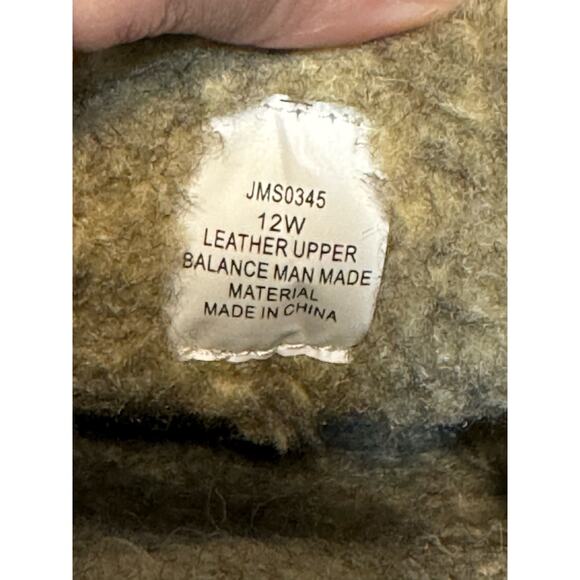 JMS0345
12W
LEATHER UPPER
BALANCE MAN MADE
MATERIAL
MADE IN CHINA